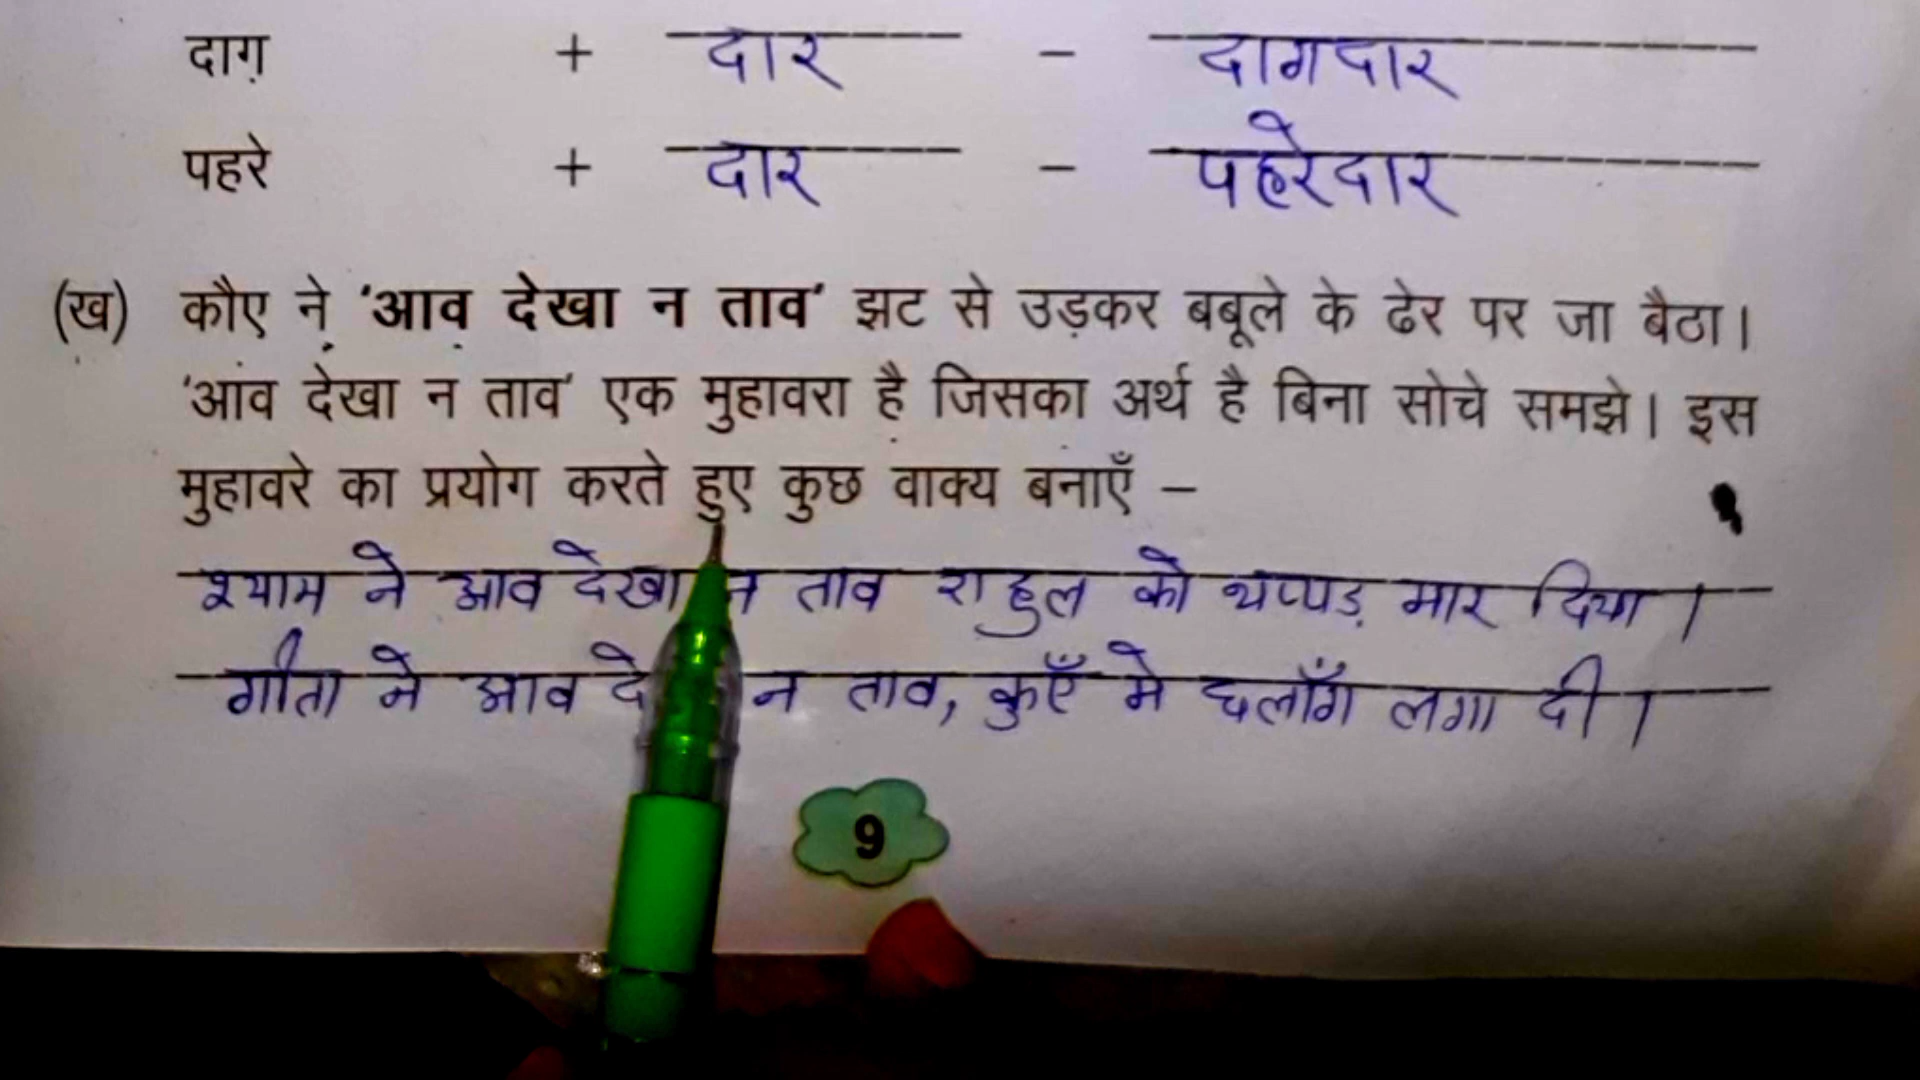 दाग़ + दार - दागदार
पहरे + दार - पहरेदार
(ख) कौए ने 'आव देखा न ताव' झट से उड़कर बबूले के ढेर पर जा बैठा।
'आव देखा न ताव' एक मुहावरा है जिसका अर्थ है बिना सोचे समझे। इस
मुहावरे का प्रयोग करते हुए कुछ वाक्य बनाएँ –
श्याम ने आव देखा न ताव राहुल को थप्पड़ मार दिया।
गीता ने आव न ताव, कुएँ मे छलाँग लगा दी।
9